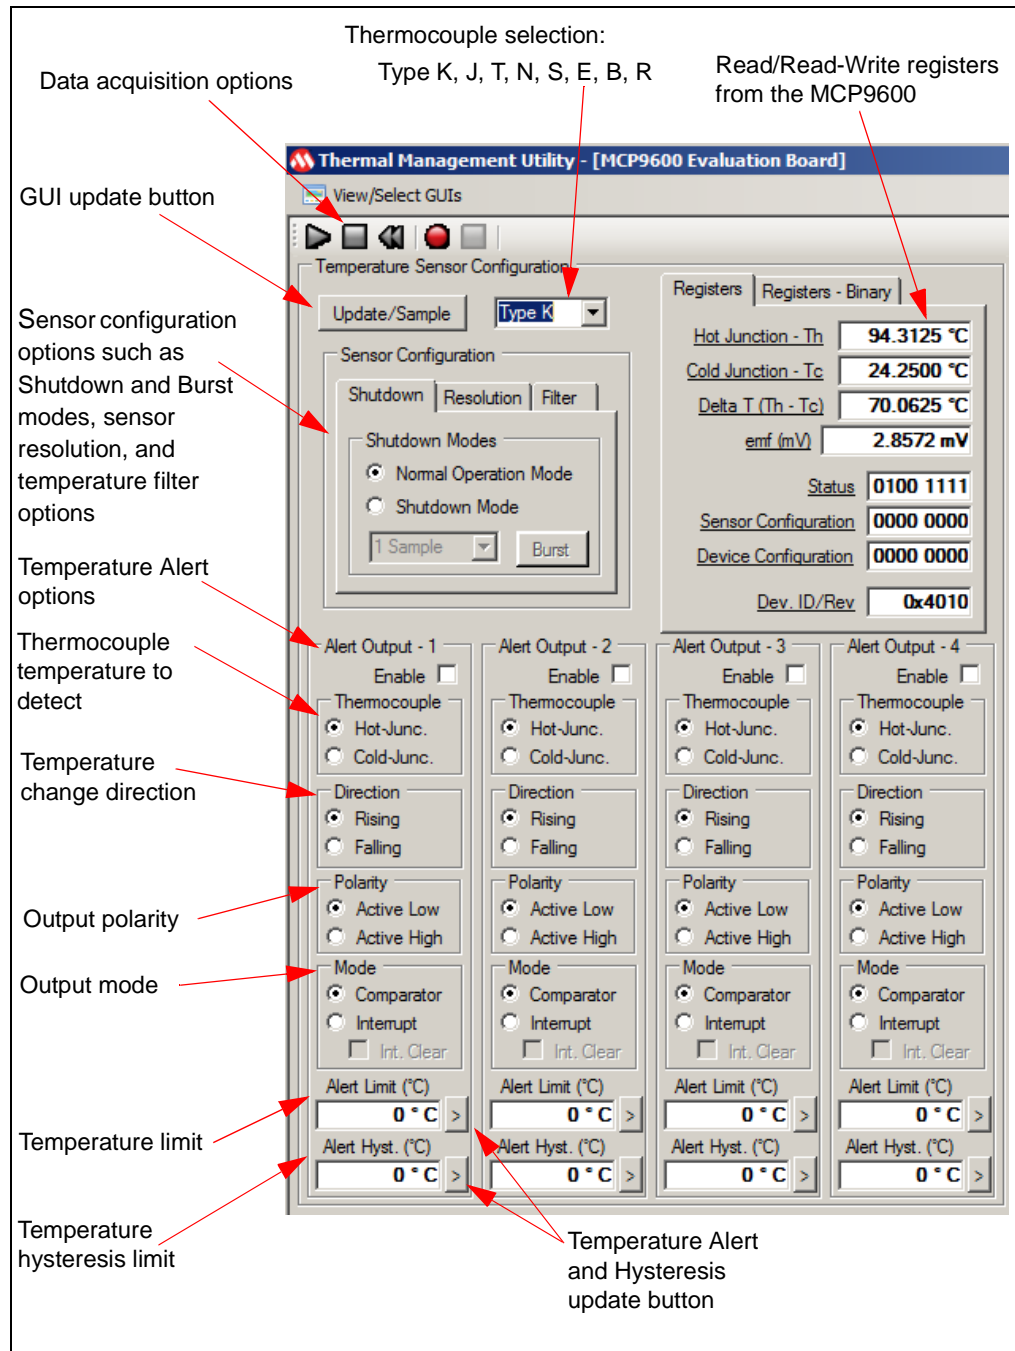 Thermocouple selection:
Type K, J, T, N, S, E, B, R
Data acquisition options
Read/Read-Write registers
from the MCP9600
GUI update button
Sensor configuration
options such as
Shutdown and Burst
modes, sensor
resolution, and
temperature filter
options
Temperature Alert
options
Thermocouple
temperature to
detect
Temperature
change direction
Output polarity
Output mode
Temperature limit
Temperature
hysteresis limit
Temperature Alert
and Hysteresis
update button
Thermal Management Utility - [MCP9600 Evaluation Board]
View/Select GUIs
Temperature Sensor Configuration
Update/Sample
Type K
Sensor Configuration
Shutdown Resolution Filter
Shutdown Modes
Normal Operation Mode
Shutdown Mode
1 Sample
Burst
Registers Registers - Binary
Hot Junction - Th 94.3125 °C
Cold Junction - Tc 24.2500 °C
Delta T (Th - Tc) 70.0625 °C
emf (mV) 2.8572 mV
Status 0100 1111
Sensor Configuration 0000 0000
Device Configuration 0000 0000
Dev. ID/Rev 0x4010
Alert Output - 1
Enable
Thermocouple
Hot-Junc.
Cold-Junc.
Direction
Rising
Falling
Polarity
Active Low
Active High
Mode
Comparator
Interrupt
Int. Clear
Alert Limit (°C)
0 ° C >
Alert Hyst. (°C)
0 ° C >
Alert Output - 2
Enable
Thermocouple
Hot-Junc.
Cold-Junc.
Direction
Rising
Falling
Polarity
Active Low
Active High
Mode
Comparator
Interrupt
Int. Clear
Alert Limit (°C)
0 ° C >
Alert Hyst. (°C)
0 ° C >
Alert Output - 3
Enable
Thermocouple
Hot-Junc.
Cold-Junc.
Direction
Rising
Falling
Polarity
Active Low
Active High
Mode
Comparator
Interrupt
Int. Clear
Alert Limit (°C)
0 ° C >
Alert Hyst. (°C)
0 ° C >
Alert Output - 4
Enable
Thermocouple
Hot-Junc.
Cold-Junc.
Direction
Rising
Falling
Polarity
Active Low
Active High
Mode
Comparator
Interrupt
Int. Clear
Alert Limit (°C)
0 ° C >
Alert Hyst. (°C)
0 ° C >